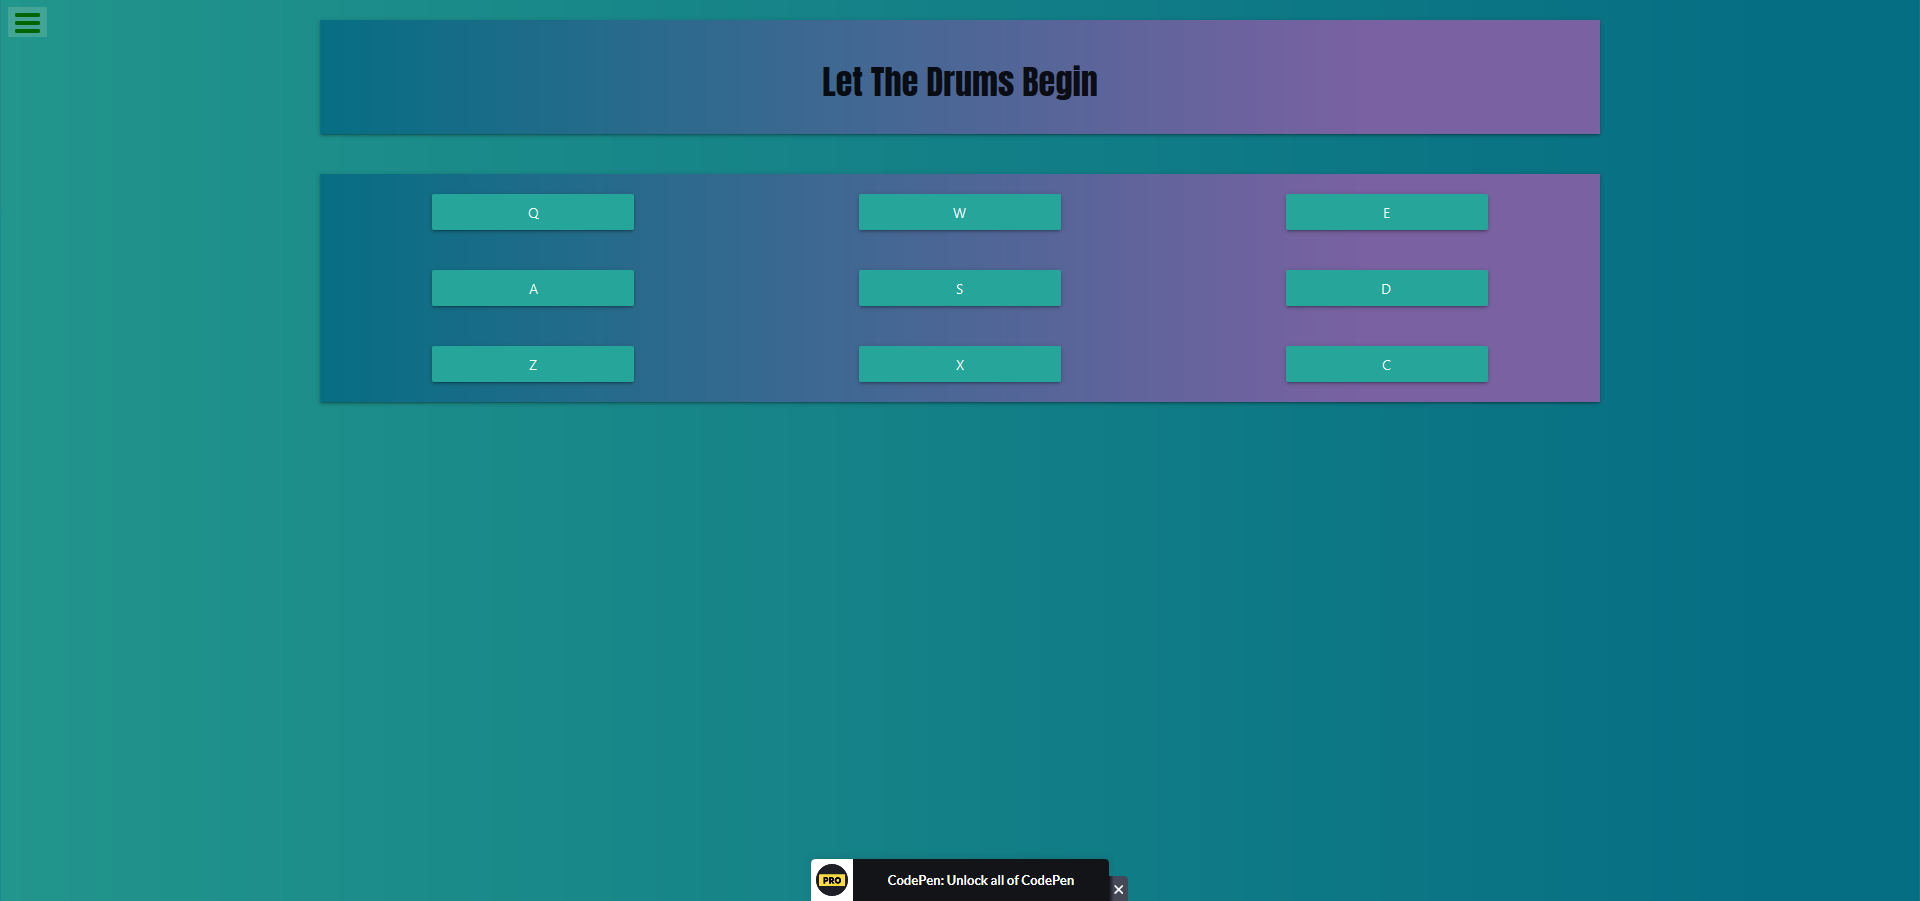 Let The Drums Begin
Q W E
A S D
Z X C
PRO CodePen: Unlock all of CodePen